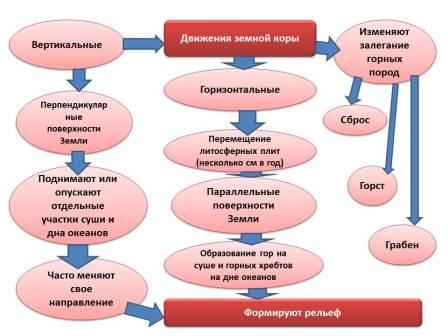 Вертикальные
Движения земной коры
Изменяют
залегание
горных
пород
Перпендикуляр
ные
поверхности
Земли
Горизонтальные
Сброс
Поднимают или
опускают
отдельные
участки суши и
дна океанов
Перемещение
литосферных плит
(несколько см в год)
Горст
Параллельные
поверхности
Земли
Грабен
Часто меняют
свое
направление
Образование гор на
суше и горных хребтов
на дне океанов
Формируют рельеф